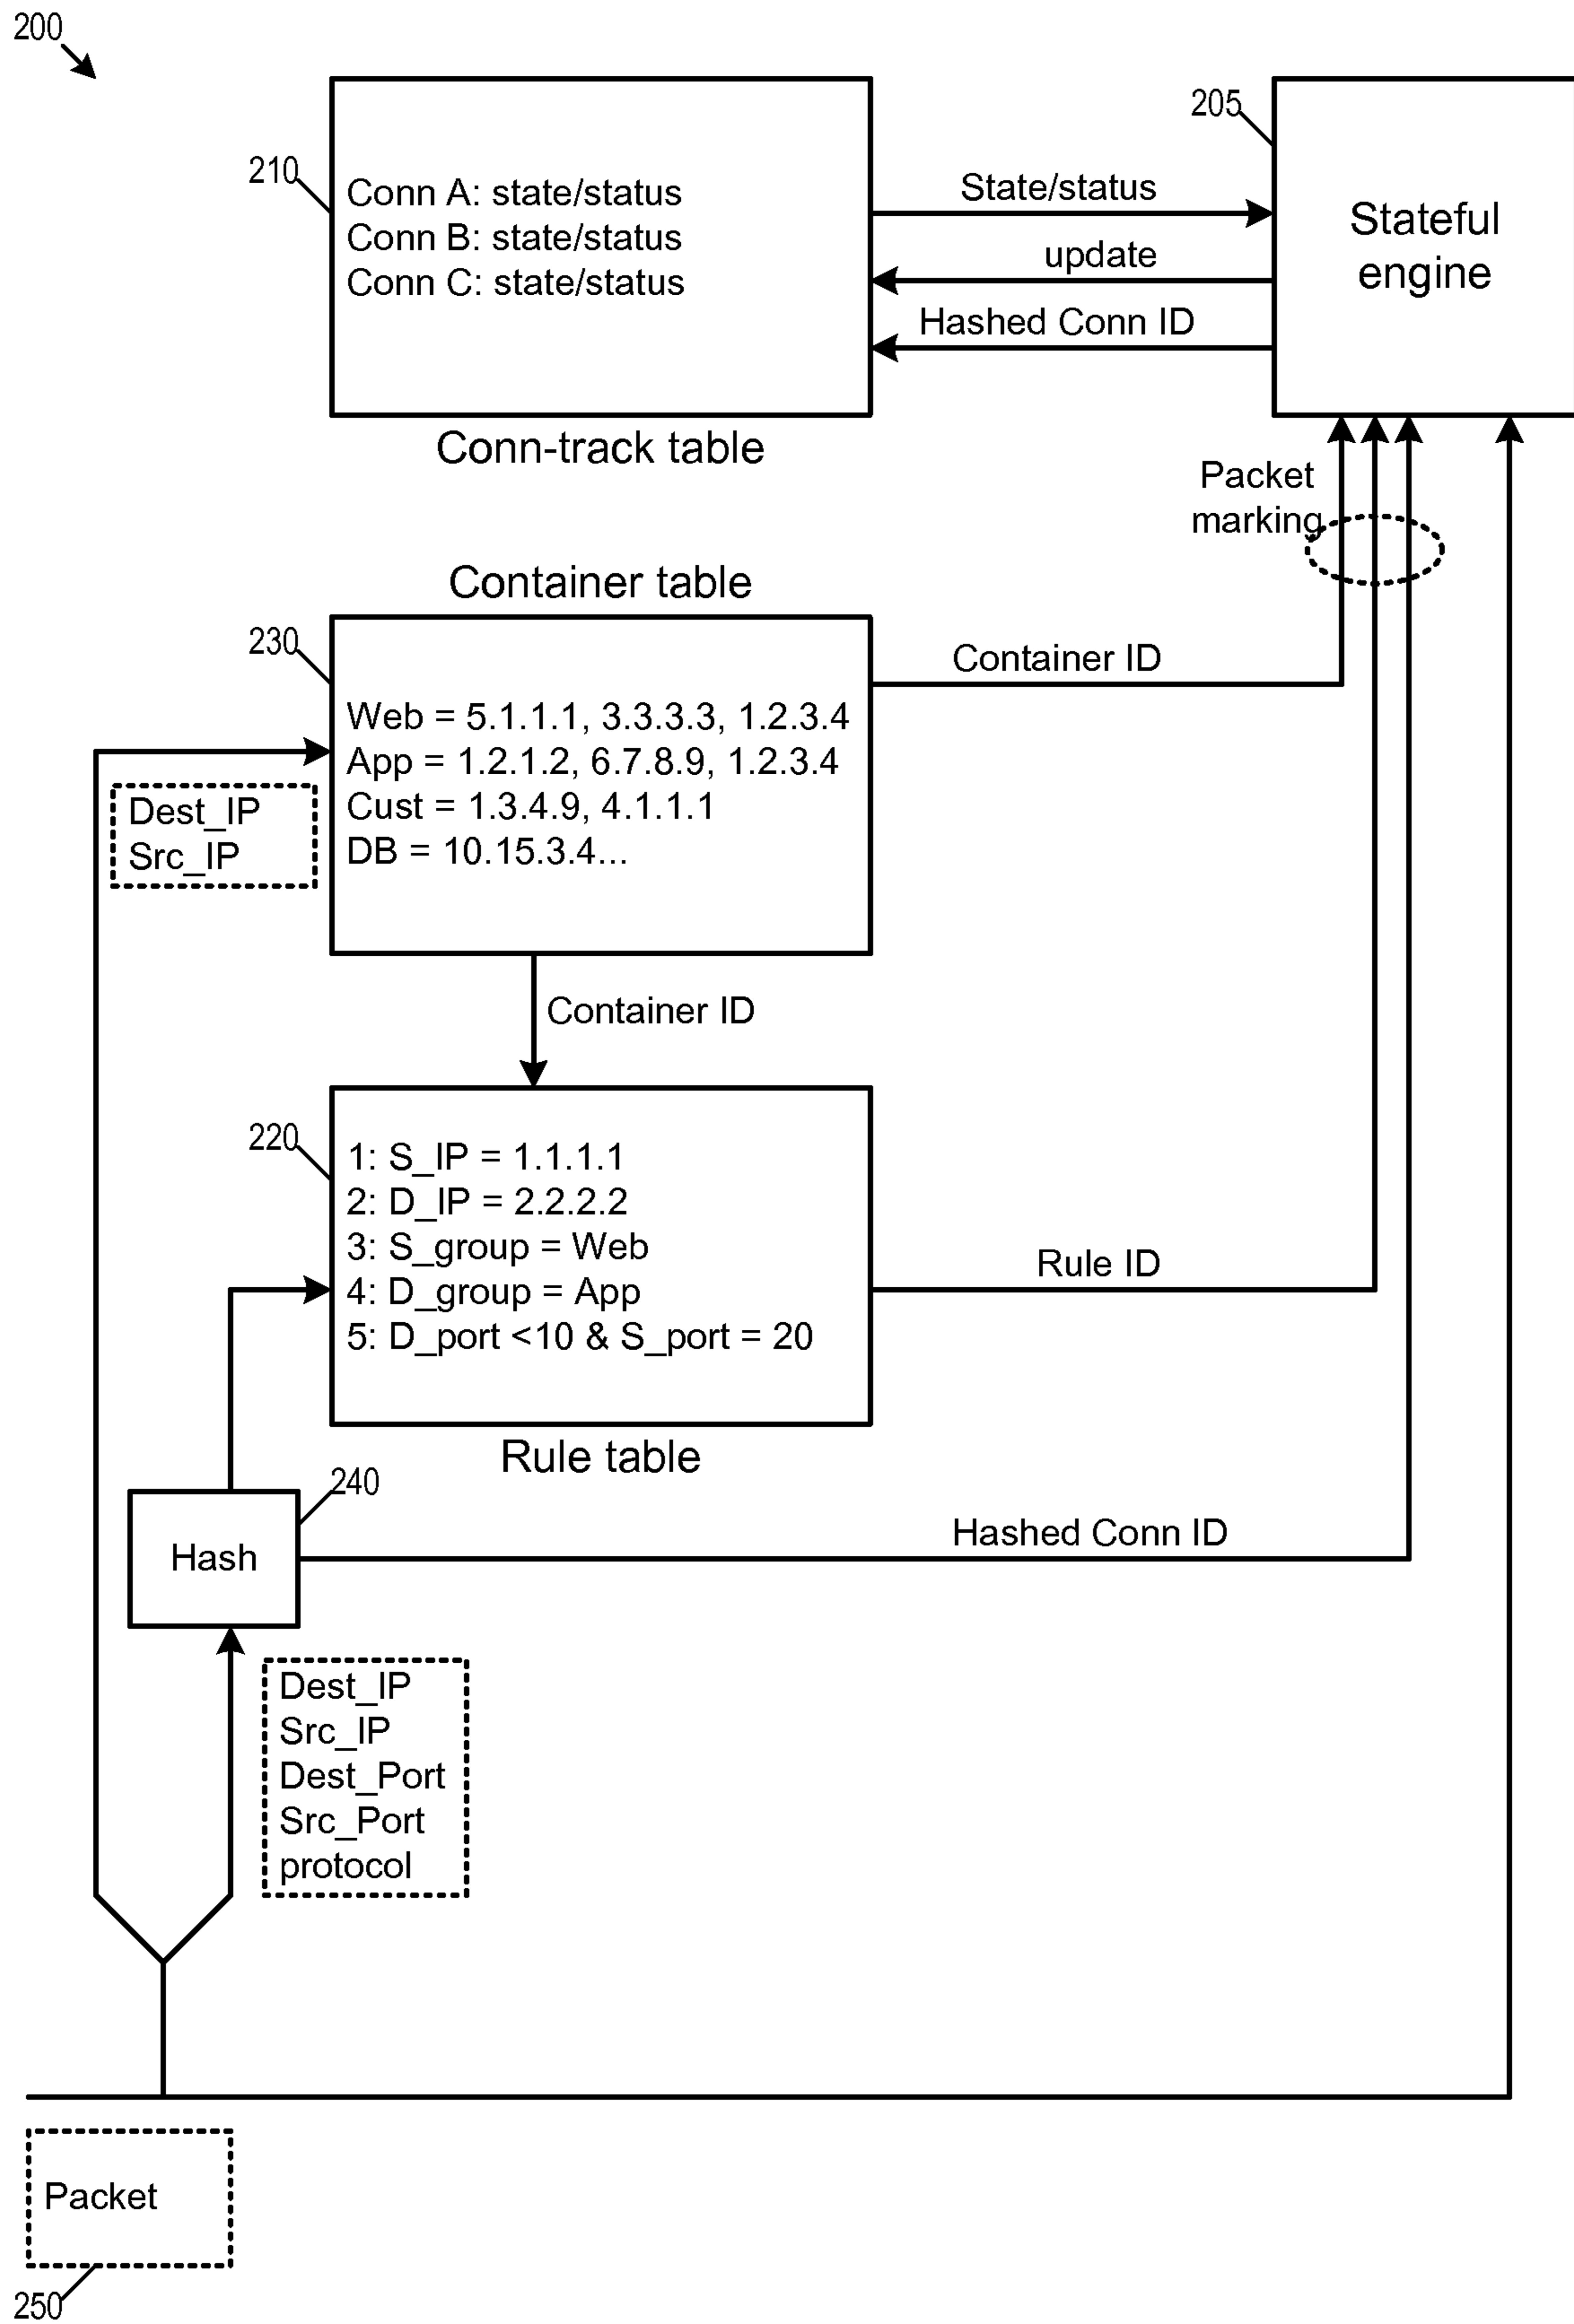 200
205
210
Conn A: state/status
Conn B: state/status
Conn C: state/status
State/status
update
Hashed Conn ID
Stateful
engine
Conn-track table
Packet
marking
Container table
230
Container ID
Web = 5.1.1.1, 3.3.3.3, 1.2.3.4
App = 1.2.1.2, 6.7.8.9, 1.2.3.4
Cust = 1.3.4.9, 4.1.1.1
DB = 10.15.3.4...
Dest_IP
Src_IP
Container ID
220
1: S_IP = 1.1.1.1
2: D_IP = 2.2.2.2
3: S_group = Web
4: D_group = App
5: D_port <10 & S_port = 20
Rule ID
Rule table
240
Hash
Hashed Conn ID
Dest_IP
Src_IP
Dest_Port
Src_Port
protocol
Packet
250